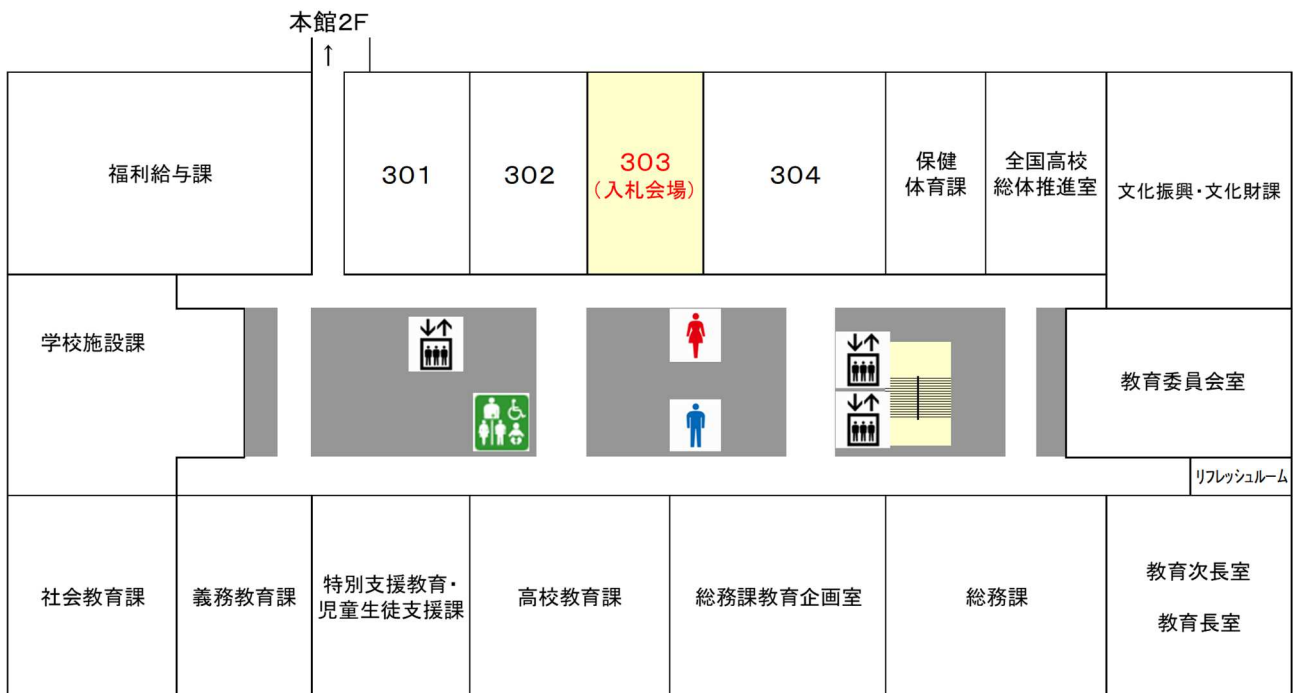 本館2F
↑
福利給与課
301
302
303
（入札会場）
304
保健
体育課
全国高校
総体推進室
文化振興・文化財課
学校施設課
教育委員会室
リフレッシュルーム
社会教育課
義務教育課
特別支援教育・
児童生徒支援課
高校教育課
総務課教育企画室
総務課
教育次長室
教育長室